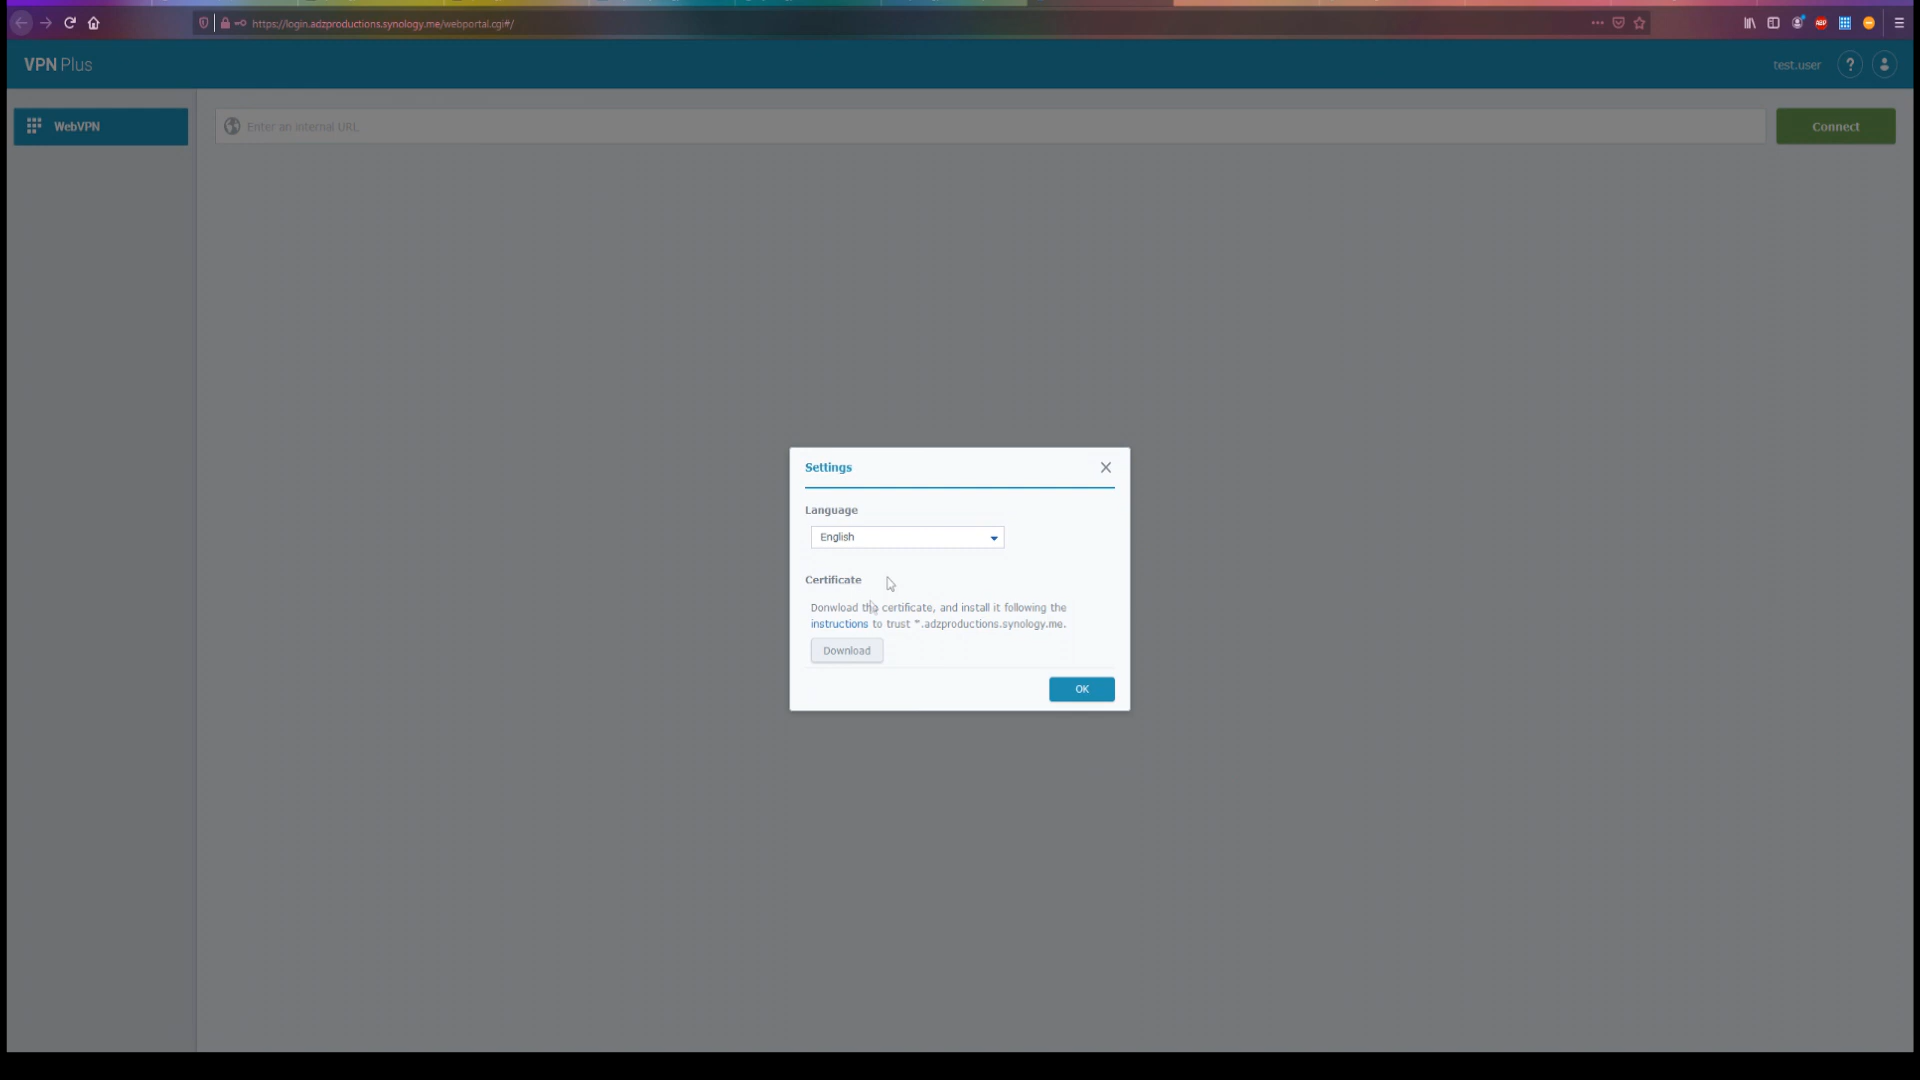 https://login.adzproductions.synology.me/webportal.cgi#/
VPN Plus
test.user
?
WebVPN
Enter an internal URL
Connect
Settings
Language
English
Certificate
Donwload the certificate, and install it following the
instructions to trust *.adzproductions.synology.me.
Download
OK